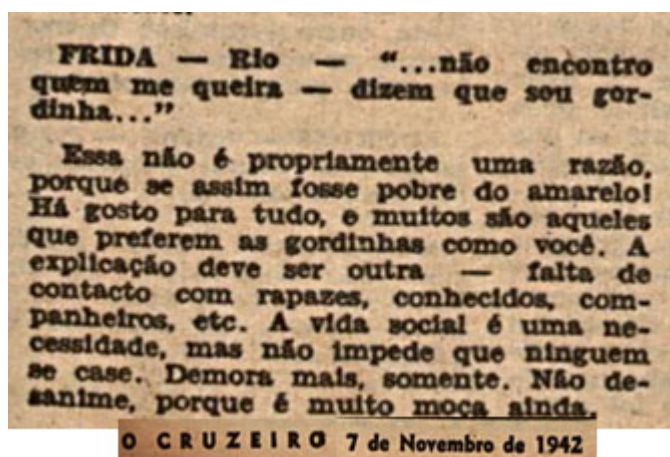 FRIDA — Rio — "...não encontro
quem me queira — dizem que sou gor-
dinha..."
Essa não é propriamente uma razão,
porque se assim fosse pobre do amarelo!
Há gosto para tudo, e muitos são aqueles
que preferem as gordinhas como você. A
explicação deve ser outra — falta de
contacto com rapazes, conhecidos, com-
panheiros, etc. A vida social é uma ne-
cessidade, mas não impede que ninguem
se case. Demora mais, somente. Não de-
sanime, porque é muito moça ainda.
O CRUZEIRO 7 de Novembro de 1942